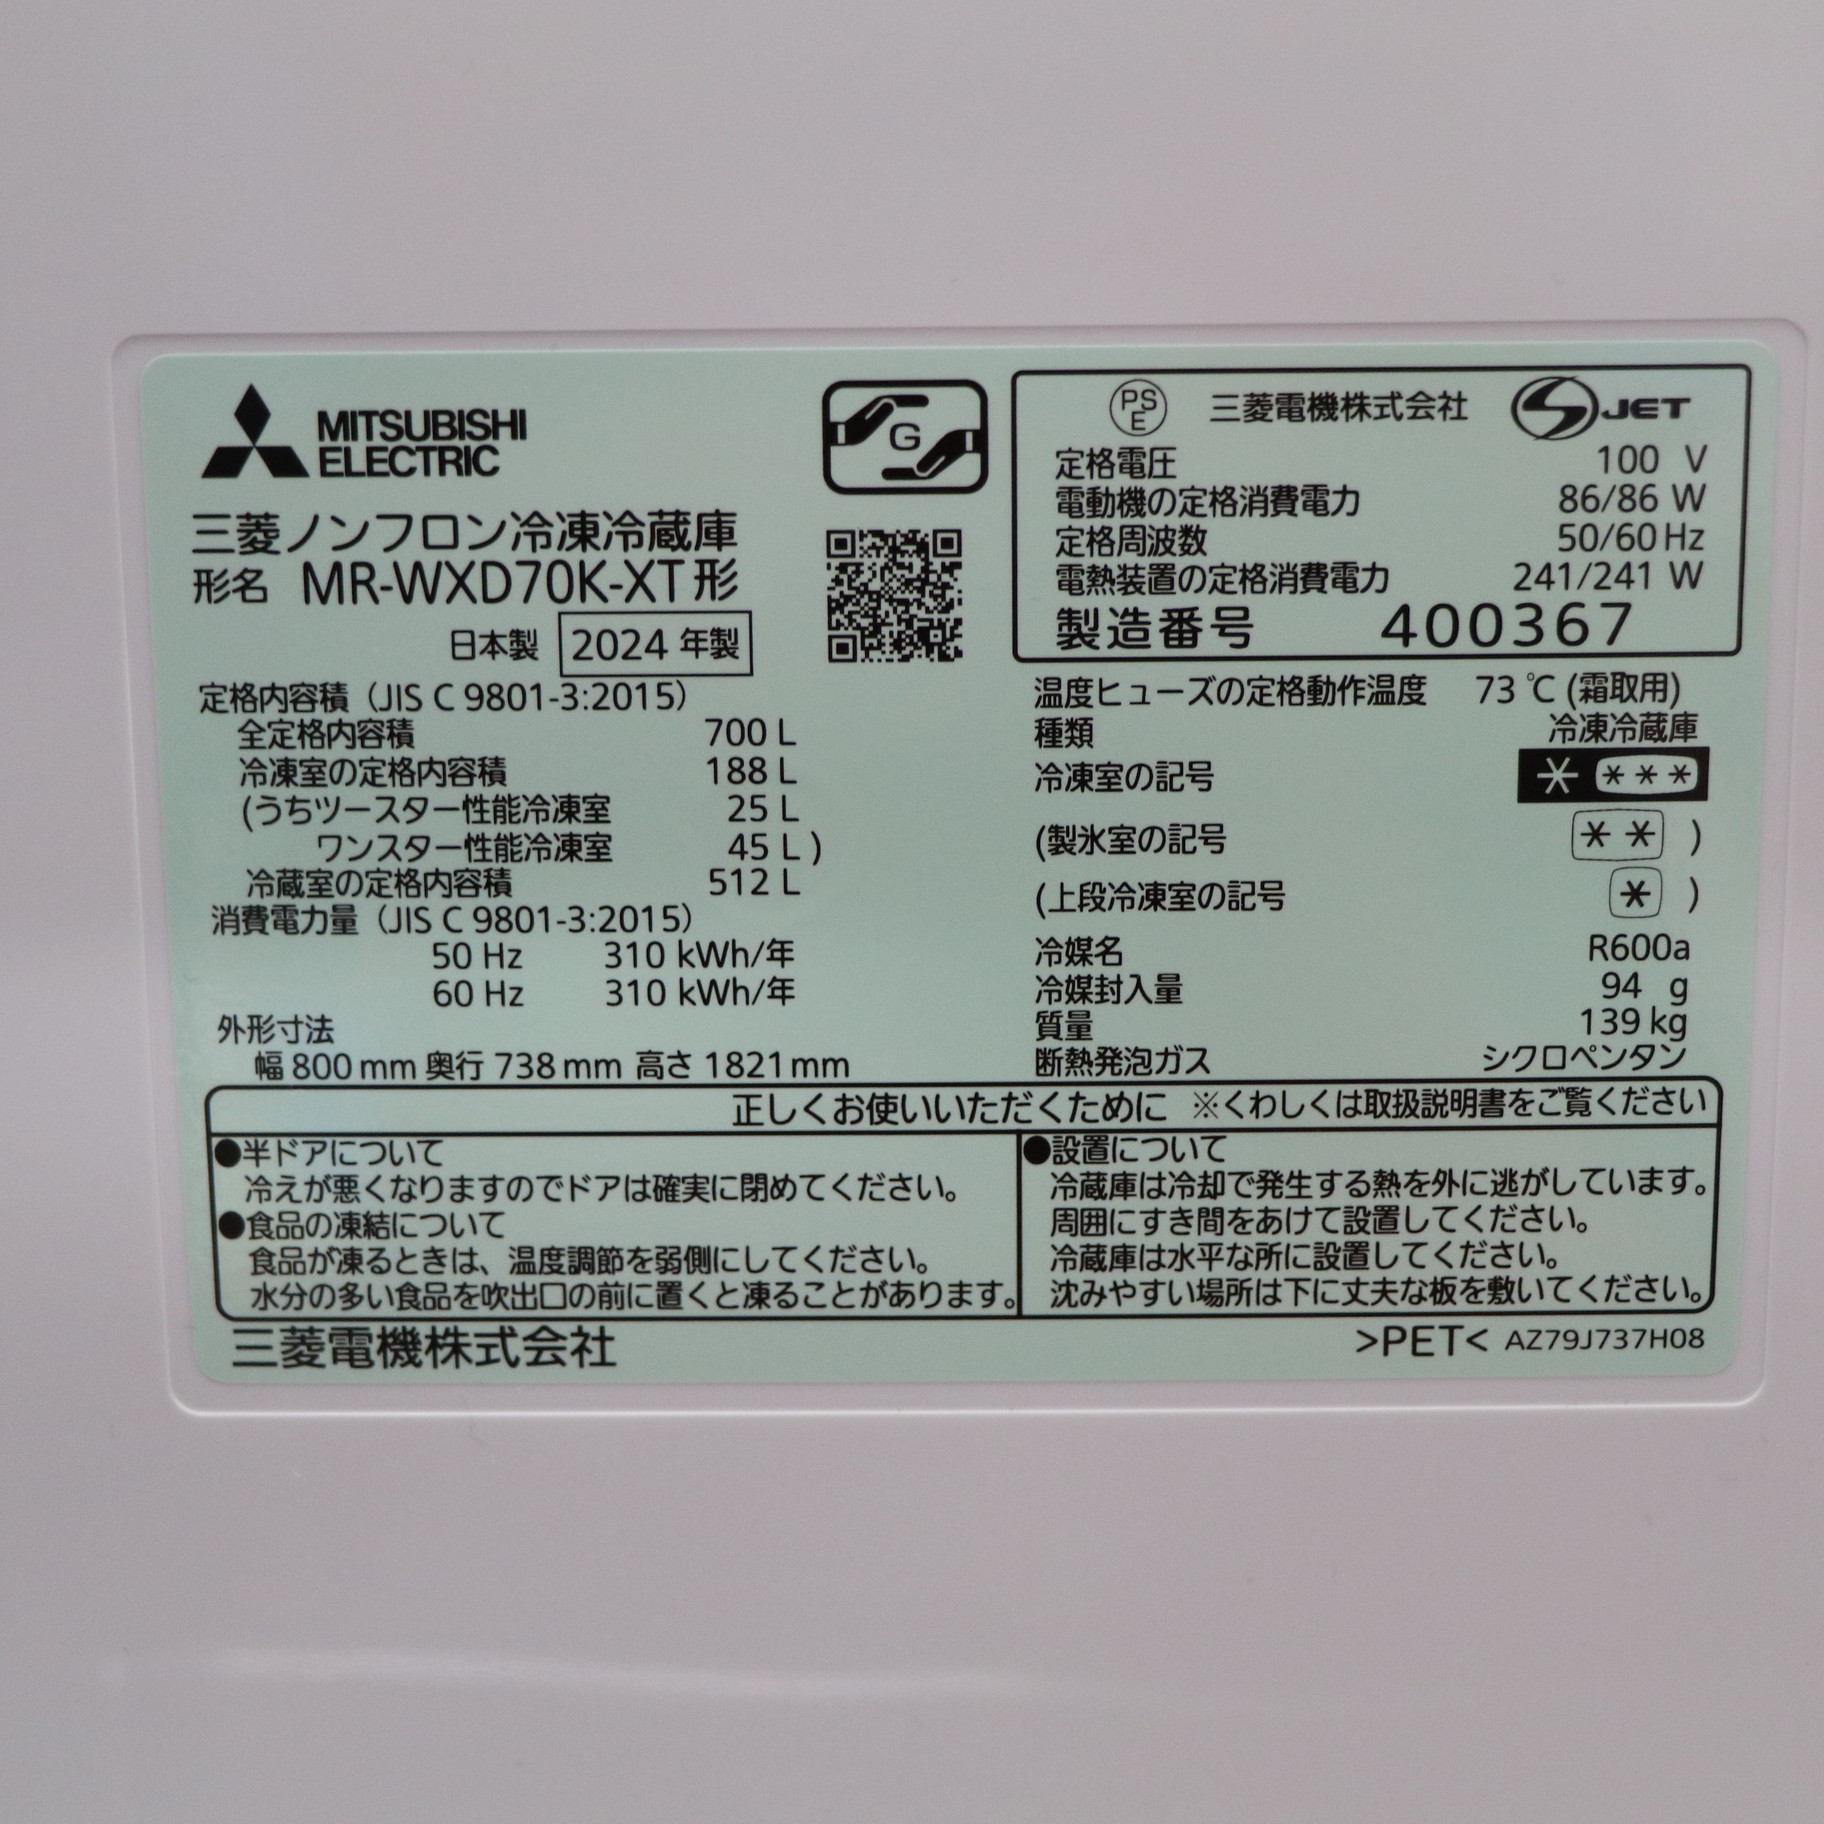 MITSUBISHI
ELECTRIC
G
三菱ノンフロン冷凍冷蔵庫
形名 MR-WXD70K-XT形
日本製 2024 年製
定格内容積（JIS C 9801-3:2015）
全定格内容積 700 L
冷凍室の定格内容積 188 L
(うちツースター性能冷凍室 25 L
ワンスター性能冷凍室 45 L )
冷蔵室の定格内容積 512 L
消費電力量（JIS C 9801-3:2015）
50 Hz 310 kWh/年
60 Hz 310 kWh/年
外形寸法
幅 800 mm 奥行 738 mm 高さ 1821 mm
PS
E
三菱電機株式会社 S JET
定格電圧 100 V
電動機の定格消費電力 86/86 W
定格周波数 50/60 Hz
電熱装置の定格消費電力 241/241 W
製造番号 400367
温度ヒューズの定格動作温度 73 ℃ (霜取用)
種類 冷凍冷蔵庫
冷凍室の記号 * ***
(製氷室の記号 ** )
(上段冷凍室の記号 * )
冷媒名 R600a
冷媒封入量 94 g
質量 139 kg
断熱発泡ガス シクロペンタン
正しくお使いいただくために ※くわしくは取扱説明書をご覧ください
●半ドアについて
冷えが悪くなりますのでドアは確実に閉めてください。
●食品の凍結について
食品が凍るときは、温度調節を弱側にしてください。
水分の多い食品を吹出口の前に置くと凍ることがあります。
●設置について
冷蔵庫は冷却で発生する熱を外に逃がしています。
周囲にすき間をあけて設置してください。
冷蔵庫は水平な所に設置してください。
沈みやすい場所は下に丈夫な板を敷いてください。
三菱電機株式会社
>PET< AZ79J737H08